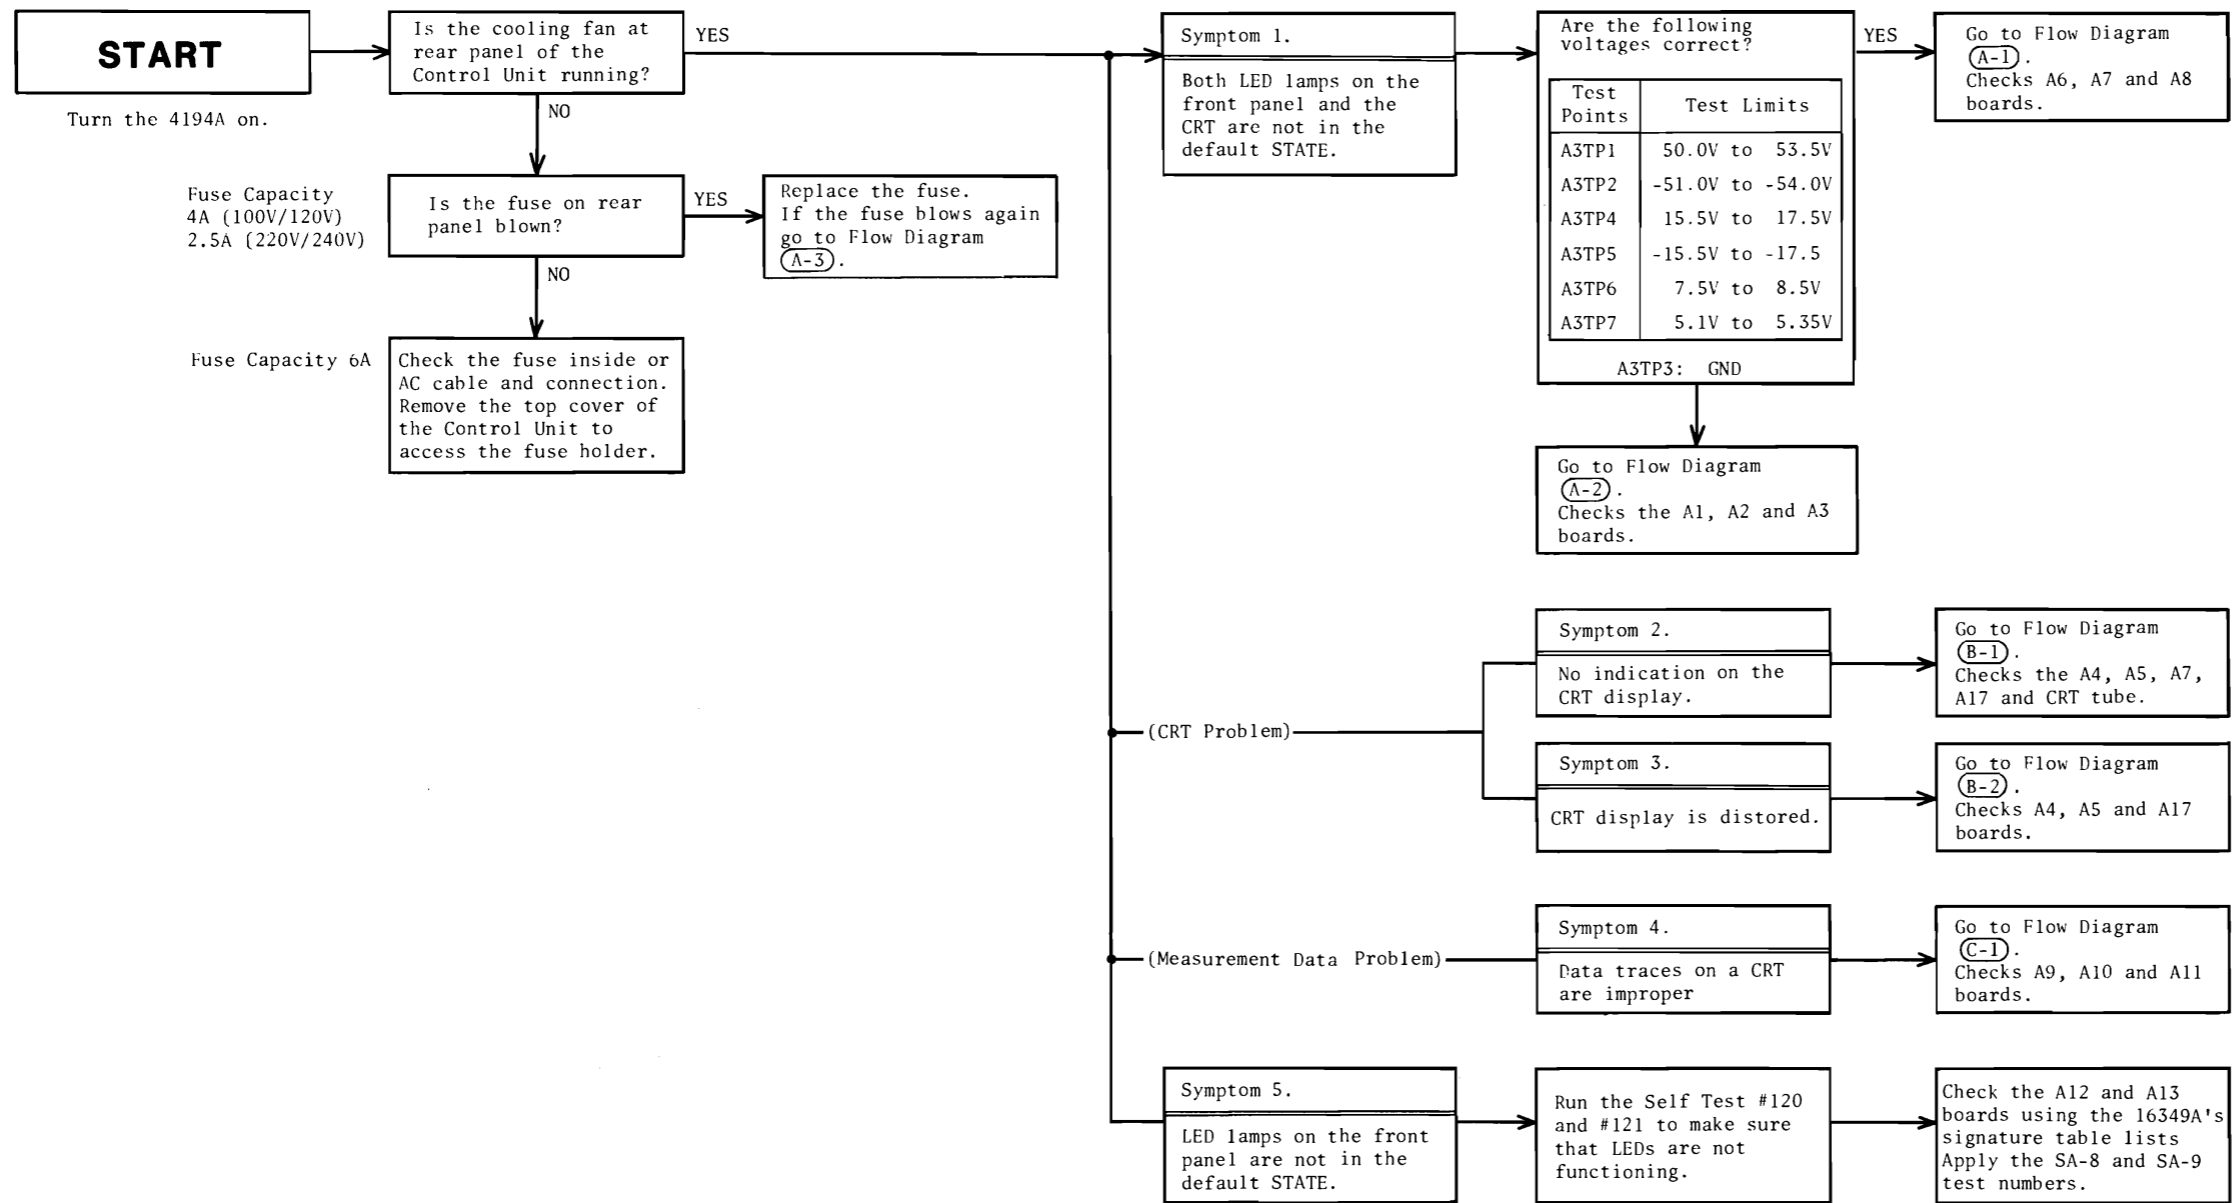 START
Turn the 4194A on.
Is the cooling fan at
rear panel of the
Control Unit running?
YES
NO
Fuse Capacity
4A (100V/120V)
2.5A (220V/240V)
Is the fuse on rear
panel blown?
YES
Replace the fuse.
If the fuse blows again
go to Flow Diagram
A-3 .
NO
Fuse Capacity 6A
Check the fuse inside or
AC cable and connection.
Remove the top cover of
the Control Unit to
access the fuse holder.
Symptom 1.
Both LED lamps on the
front panel and the
CRT are not in the
default STATE.
Are the following
voltages correct?
Test Points Test Limits
A3TP1 50.0V to 53.5V
A3TP2 -51.0V to -54.0V
A3TP4 15.5V to 17.5V
A3TP5 -15.5V to -17.5
A3TP6 7.5V to 8.5V
A3TP7 5.1V to 5.35V
A3TP3: GND
YES
Go to Flow Diagram
A-1 .
Checks A6, A7 and A8
boards.
Go to Flow Diagram
A-2 .
Checks the A1, A2 and A3
boards.
(CRT Problem)
Symptom 2.
No indication on the
CRT display.
Go to Flow Diagram
B-1 .
Checks the A4, A5, A7,
A17 and CRT tube.
Symptom 3.
CRT display is distored.
Go to Flow Diagram
B-2 .
Checks A4, A5 and A17
boards.
(Measurement Data Problem)
Symptom 4.
Data traces on a CRT
are improper
Go to Flow Diagram
C-1 .
Checks A9, A10 and A11
boards.
Symptom 5.
LED lamps on the front
panel are not in the
default STATE.
Run the Self Test #120
and #121 to make sure
that LEDs are not
functioning.
Check the A12 and A13
boards using the 16349A's
signature table lists
Apply the SA-8 and SA-9
test numbers.